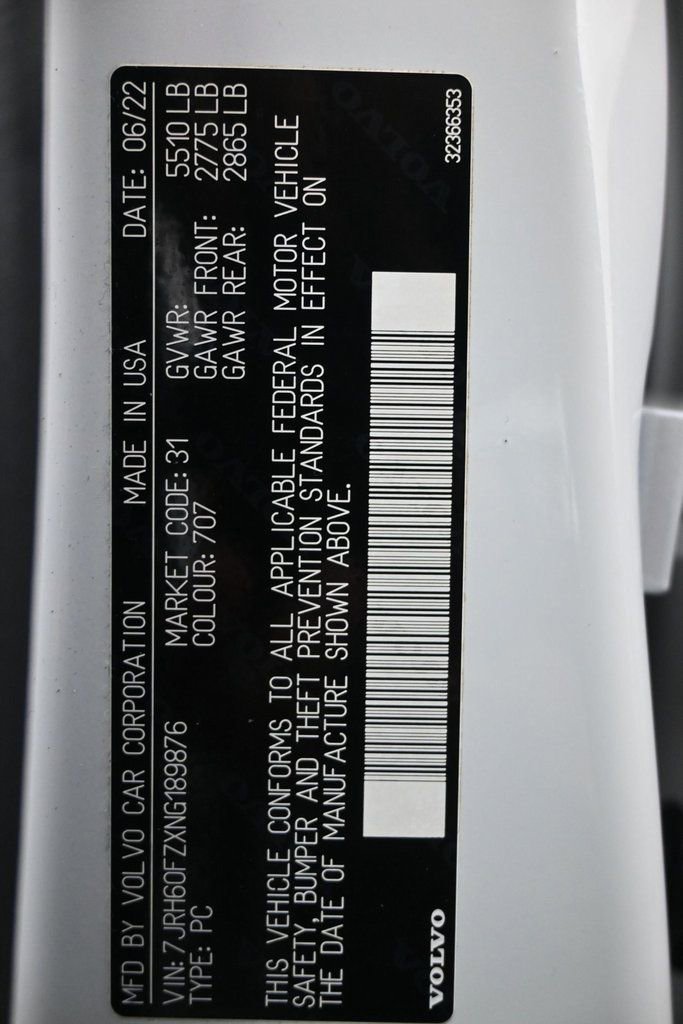 MFD BY VOLVO CAR CORPORATION MADE IN USA DATE: 06/22
VIN: 7JRH60FZXNG189876 MARKET CODE: 31 GVWR: 5510 LB
TYPE: PC COLOUR: 707 GAWR FRONT: 2775 LB
GAWR REAR: 2865 LB
THIS VEHICLE CONFORMS TO ALL APPLICABLE FEDERAL MOTOR VEHICLE
SAFETY, BUMPER AND THEFT PREVENTION STANDARDS IN EFFECT ON
THE DATE OF MANUFACTURE SHOWN ABOVE.
VOLVO 32366353